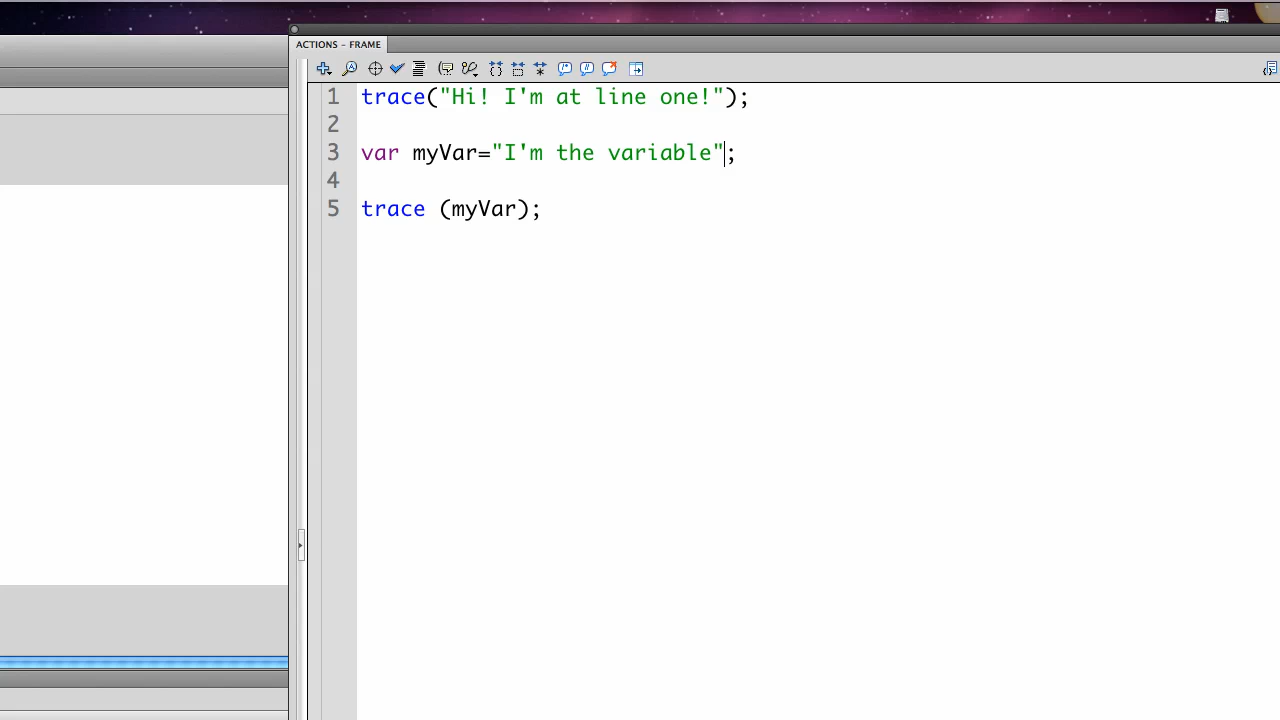 ACTIONS – FRAME
1 trace("Hi! I'm at line one!");
2
3 var myVar="I'm the variable";
4
5 trace (myVar);